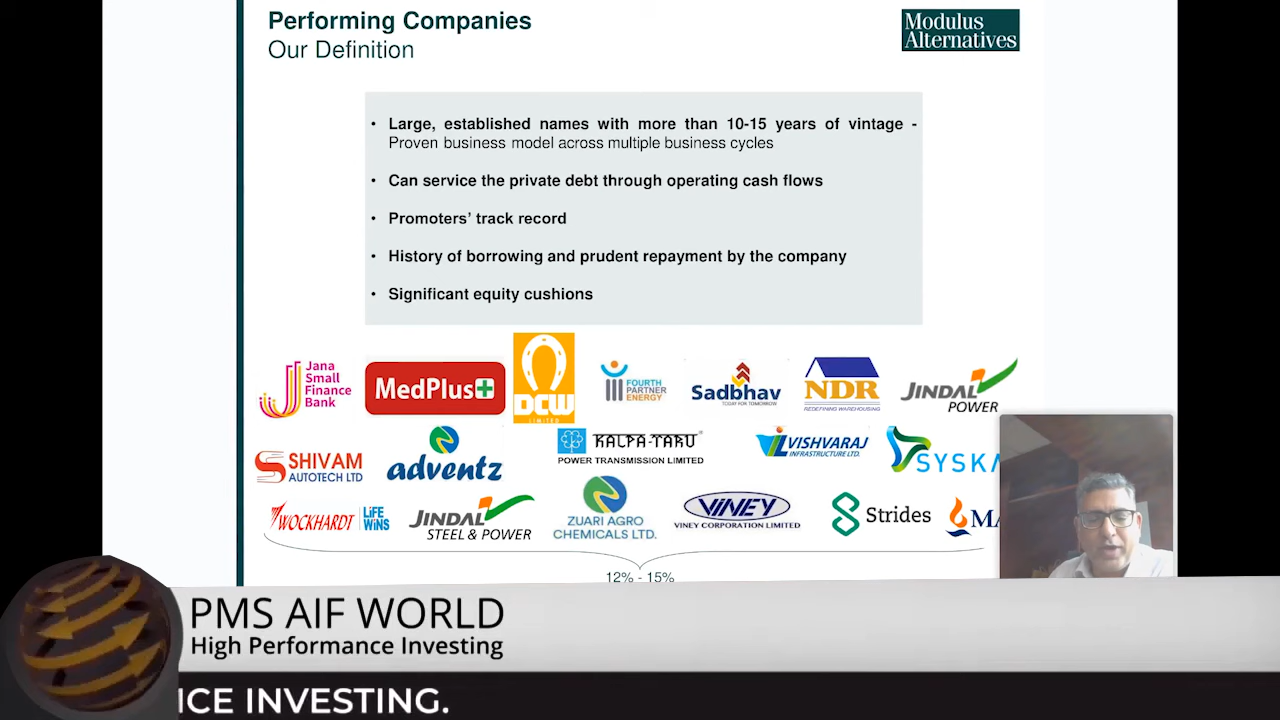 Performing Companies
Our Definition
Modulus
Alternatives
• Large, established names with more than 10-15 years of vintage -
Proven business model across multiple business cycles
• Can service the private debt through operating cash flows
• Promoters’ track record
• History of borrowing and prudent repayment by the company
• Significant equity cushions
Jana
Small
Finance
Bank
MedPlus
DCW
LIMITED
FOURTH
PARTNER
ENERGY
Sadbhav
TODAY FOR TOMORROW
NDR
REDEFINING WAREHOUSING
JINDAL
POWER
SHIVAM
AUTOTECH LTD
adventz
KALPA-TARU®
POWER TRANSMISSION LIMITED
VISHVARAJ
INFRASTRUCTURE LTD.
SYSKA
WOCKHARDT
LiFE
WiNS
JINDAL
STEEL & POWER
ZUARI AGRO
CHEMICALS LTD.
ViNEY
VINEY CORPORATION LIMITED
Strides
MA
12% - 15%
PMS AIF WORLD
High Performance Investing
ICE INVESTING.